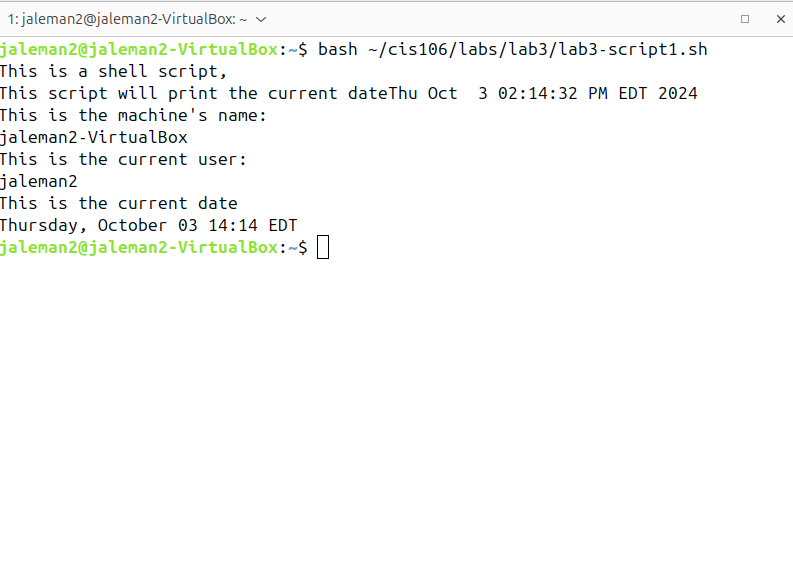 1: jaleman2@jaleman2-VirtualBox: ~
jaleman2@jaleman2-VirtualBox:~$ bash ~/cis106/labs/lab3/lab3-script1.sh
This is a shell script,
This script will print the current dateThu Oct  3 02:14:32 PM EDT 2024
This is the machine's name:
jaleman2-VirtualBox
This is the current user:
jaleman2
This is the current date
Thursday, October 03 14:14 EDT
jaleman2@jaleman2-VirtualBox:~$